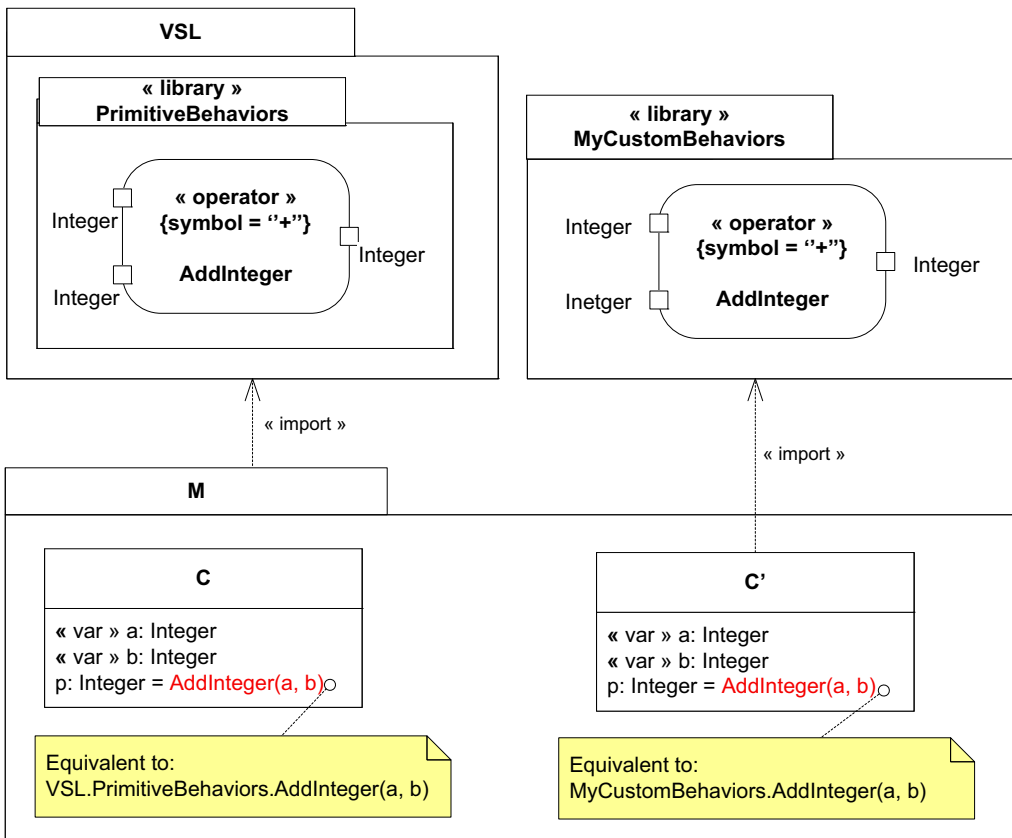 VSL
« library »
PrimitiveBehaviors
« operator »
{symbol = ‘’+’’}
AddInteger
Integer
Integer
Integer
« library »
MyCustomBehaviors
« operator »
{symbol = ‘’+’’}
AddInteger
Integer
Inetger
Integer
« import »
« import »
M
C
« var » a: Integer
« var » b: Integer
p: Integer = AddInteger(a, b)
Equivalent to:
VSL.PrimitiveBehaviors.AddInteger(a, b)
C’
« var » a: Integer
« var » b: Integer
p: Integer = AddInteger(a, b)
Equivalent to:
MyCustomBehaviors.AddInteger(a, b)